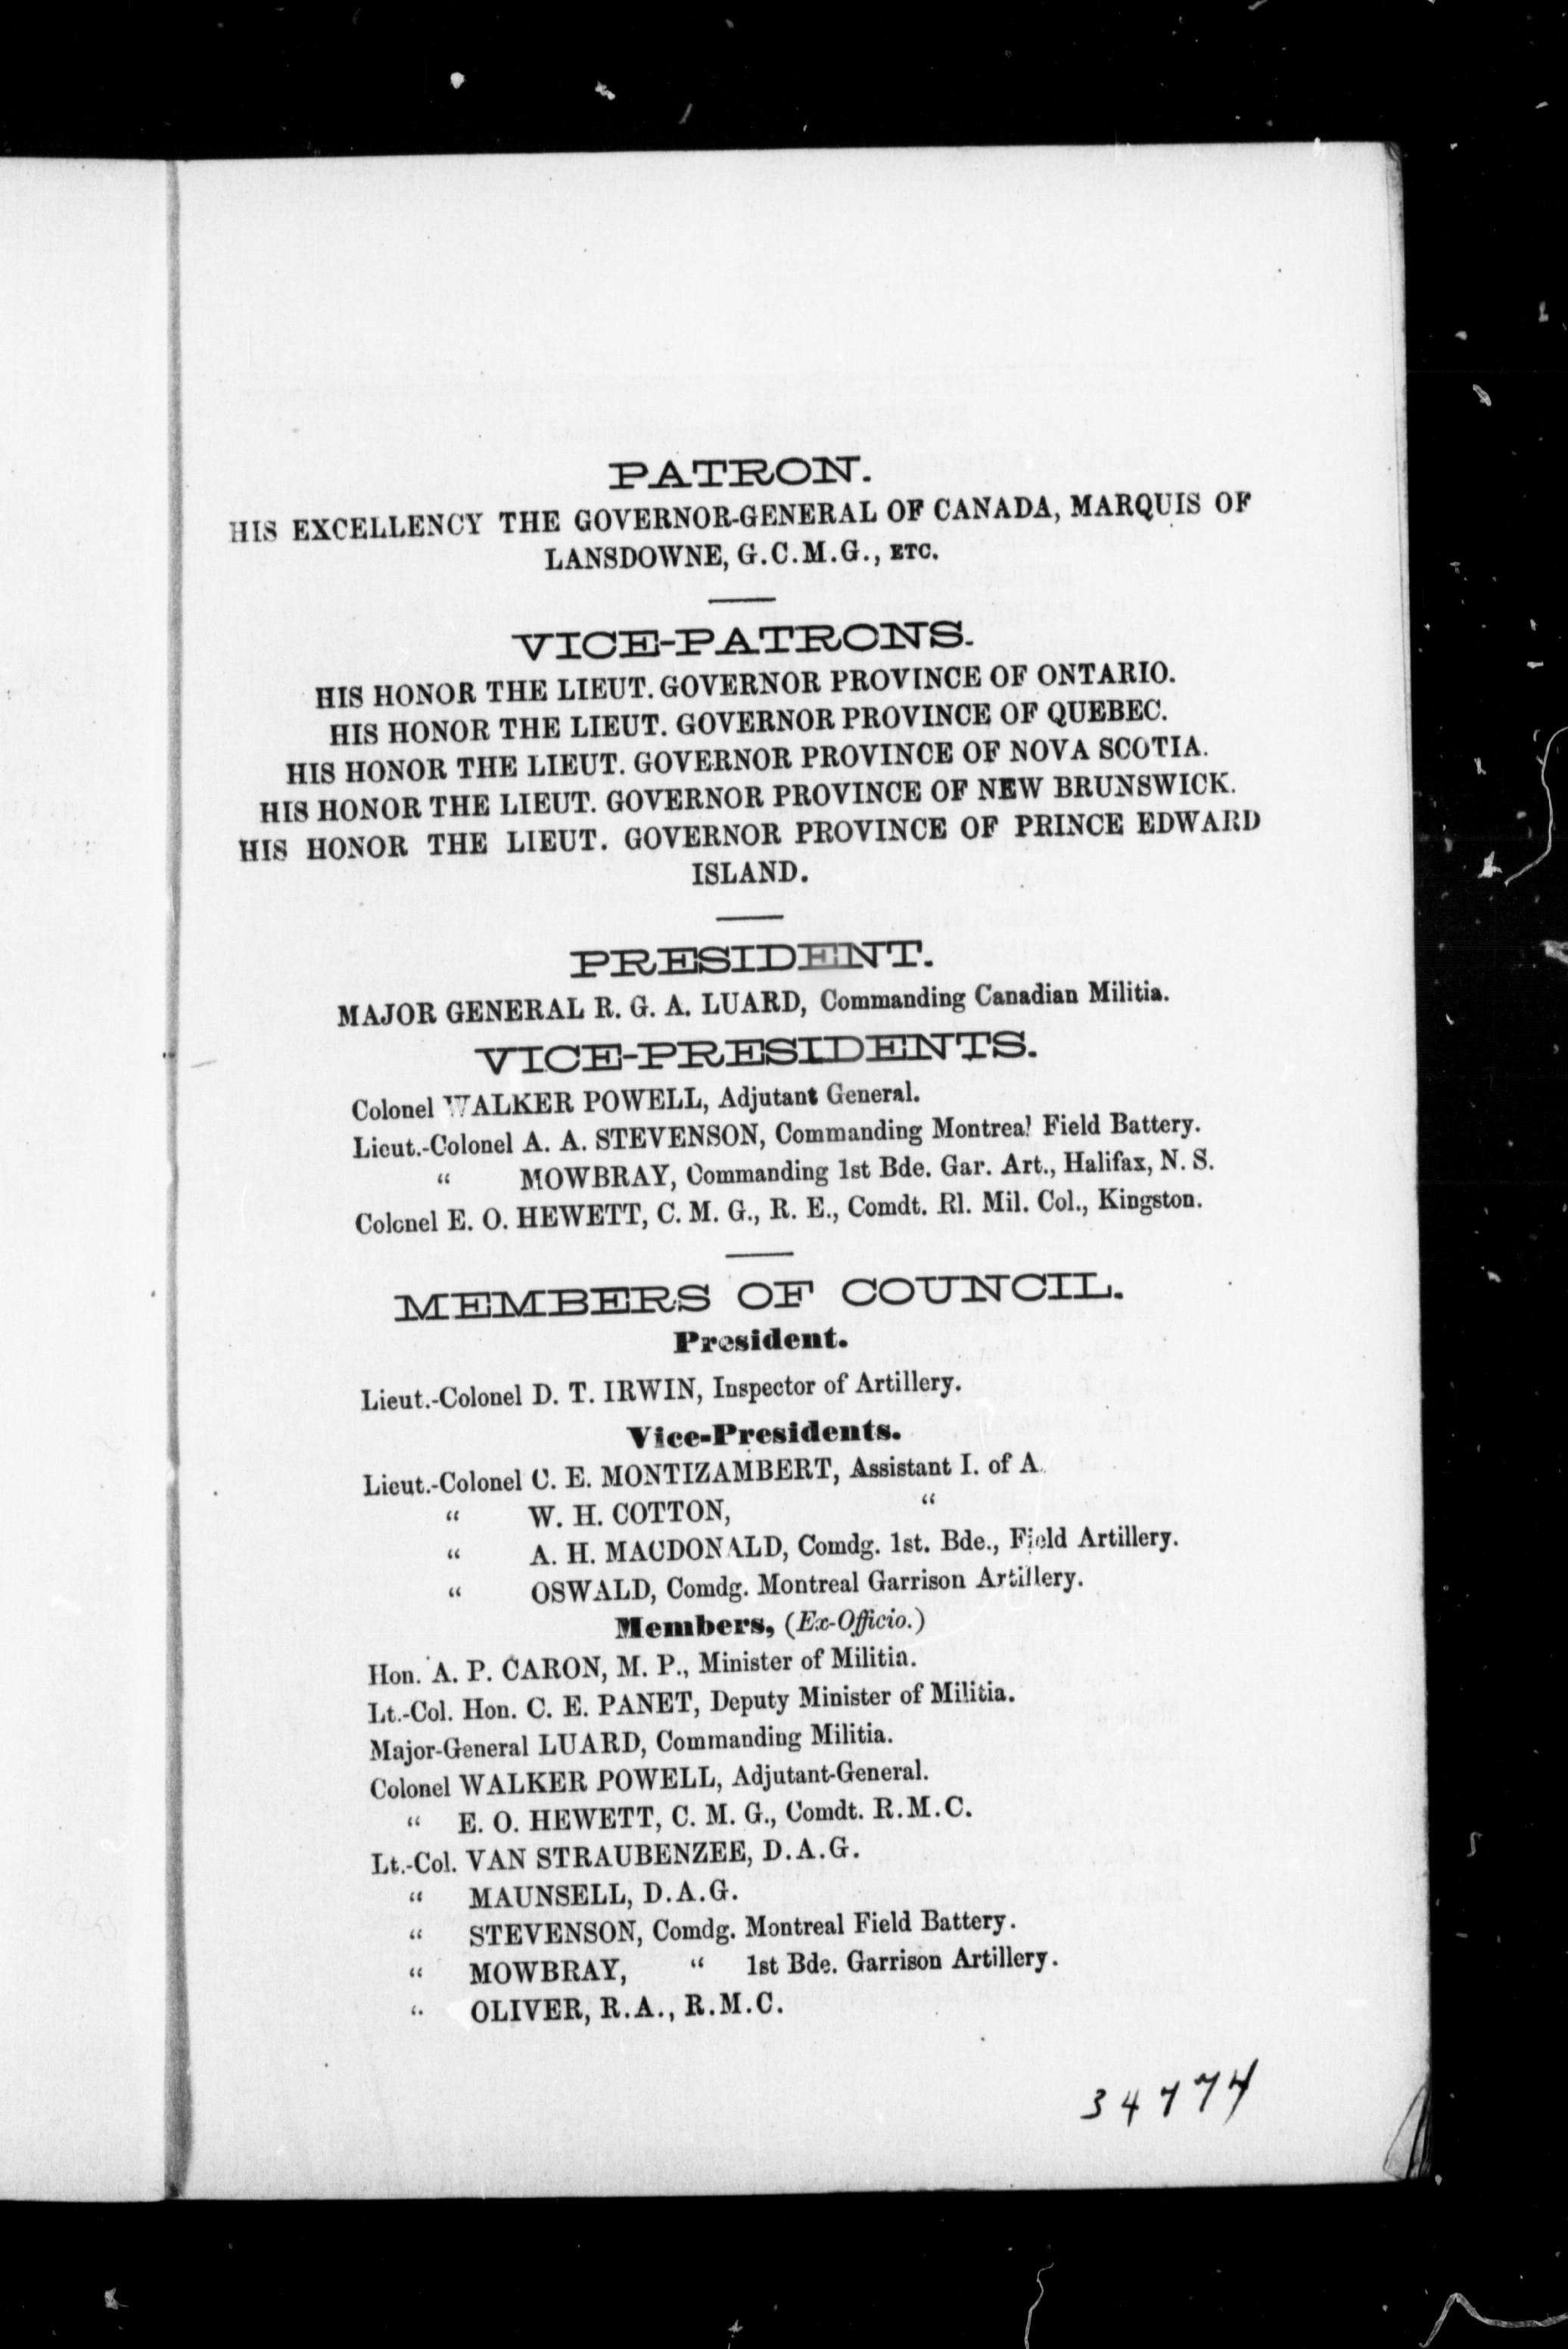 PATRON.
HIS EXCELLENCY THE GOVERNOR-GENERAL OF CANADA, MARQUIS OF
LANSDOWNE, G.C.M.G., ETC.
VICE-PATRONS.
HIS HONOR THE LIEUT. GOVERNOR PROVINCE OF ONTARIO.
HIS HONOR THE LIEUT. GOVERNOR PROVINCE OF QUEBEC.
HIS HONOR THE LIEUT. GOVERNOR PROVINCE OF NOVA SCOTIA.
HIS HONOR THE LIEUT. GOVERNOR PROVINCE OF NEW BRUNSWICK.
HIS HONOR THE LIEUT. GOVERNOR PROVINCE OF PRINCE EDWARD
ISLAND.
PRESIDENT.
MAJOR GENERAL R. G. A. LUARD, Commanding Canadian Militia.
VICE-PRESIDENTS.
Colonel WALKER POWELL, Adjutant General.
Lieut.-Colonel A. A. STEVENSON, Commanding Montreal Field Battery.
“ MOWBRAY, Commanding 1st Bde. Gar. Art., Halifax, N. S.
Colonel E. O. HEWETT, C. M. G., R. E., Comdt. Rl. Mil. Col., Kingston.
MEMBERS OF COUNCIL.
President.
Lieut.-Colonel D. T. IRWIN, Inspector of Artillery.
Vice-Presidents.
Lieut.-Colonel C. E. MONTIZAMBERT, Assistant I. of A.
“ W. H. COTTON, “
“ A. H. MACDONALD, Comdg. 1st. Bde., Field Artillery.
“ OSWALD, Comdg. Montreal Garrison Artillery.
Members, (Ex-Officio.)
Hon. A. P. CARON, M. P., Minister of Militia.
Lt.-Col. Hon. C. E. PANET, Deputy Minister of Militia.
Major-General LUARD, Commanding Militia.
Colonel WALKER POWELL, Adjutant-General.
“ E. O. HEWETT, C. M. G., Comdt. R.M.C.
Lt.-Col. VAN STRAUBENZEE, D.A.G.
“ MAUNSELL, D.A.G.
“ STEVENSON, Comdg. Montreal Field Battery.
“ MOWBRAY, “ 1st Bde. Garrison Artillery.
“ OLIVER, R.A., R.M.C.
34774